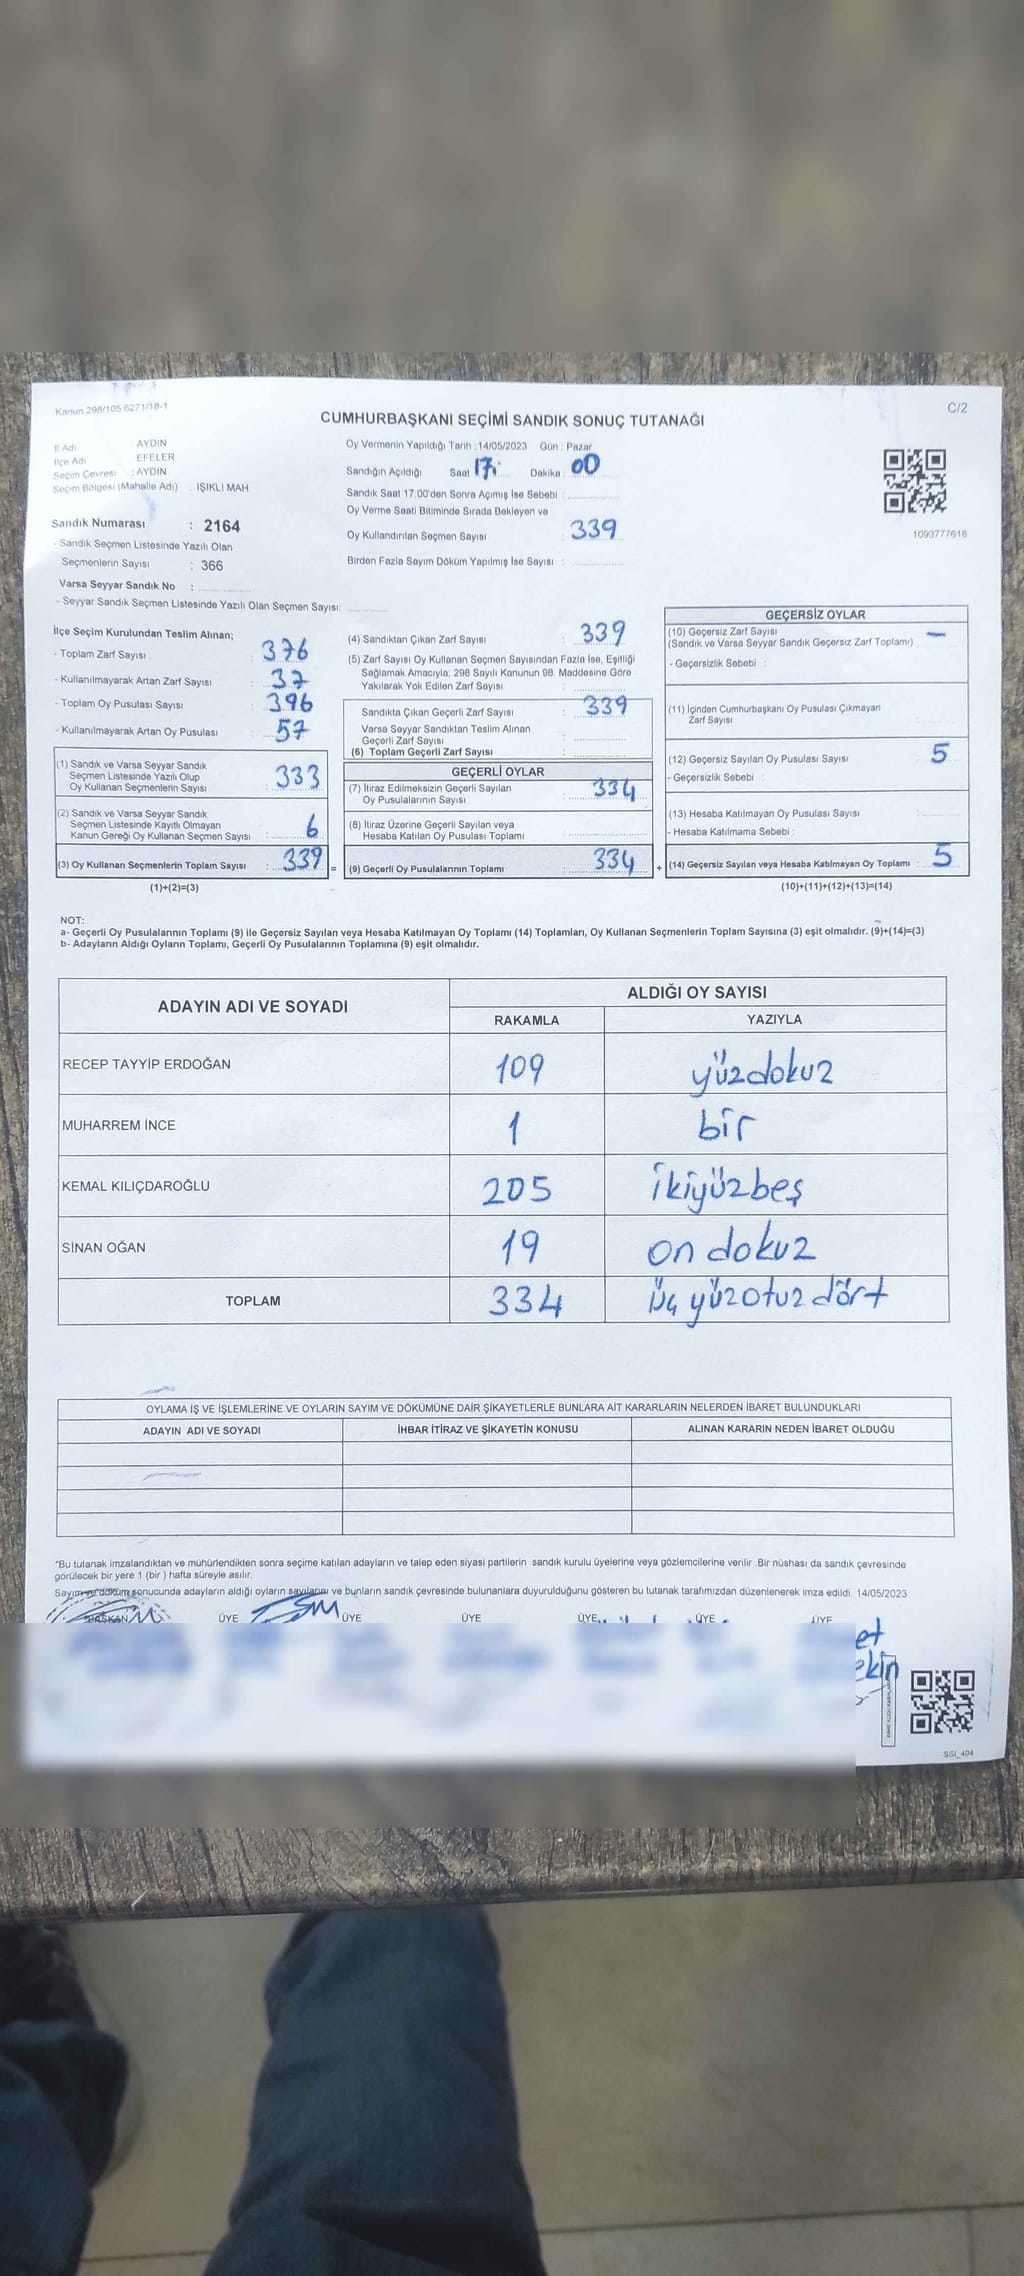 Kanun.298/105,6271/18-1
C/2
CUMHURBAŞKANI SEÇİMİ SANDIK SONUÇ TUTANAĞI
İl Adı AYDIN
İlçe Adı EFELER
Seçim Çevresi : AYDIN
Seçim Bölgesi (Mahalle Adı) IŞIKLI MAH
Sandık Numarası : 2164
- Sandık Seçmen Listesinde Yazılı Olan
Seçmenlerin Sayısı : 366
Varsa Seyyar Sandık No :
- Seyyar Sandık Seçmen Listesinde Yazılı Olan Seçmen Sayısı:
Oy Vermenin Yapıldığı Tarih :14/05/2023 Gün : Pazar
Sandığın Açıldığı Saat 17: Dakika : 00
Sandık Saat 17.00'den Sonra Açımış İse Sebebi :
Oy Verme Saati Bitiminde Sırada Bekleyen ve
Oy Kullandırılan Seçmen Sayısı : 339
Birden Fazla Sayım Döküm Yapılmış İse Sayısı :
1093777618
İlçe Seçim Kurulundan Teslim Alınan;
- Toplam Zarf Sayısı : 376
- Kullanılmayarak Artan Zarf Sayısı : 37
- Toplam Oy Pusulası Sayısı : 396
- Kullanılmayarak Artan Oy Pusulası : 57
(1) Sandık ve Varsa Seyyar Sandık
Seçmen Listesinde Yazılı Olup
Oy Kullanan Seçmenlerin Sayısı : 333
(2) Sandık ve Varsa Seyyar Sandık
Seçmen Listesinde Kayıtlı Olmayan
Kanun Gereği Oy Kullanan Seçmen Sayısı : 6
(3) Oy Kullanan Seçmenlerin Toplam Sayısı : 339 =
(1)+(2)=(3)
(4) Sandıktan Çıkan Zarf Sayısı : 339
(5) Zarf Sayısı Oy Kullanan Seçmen Sayısından Fazla İse, Eşitliği
Sağlamak Amacıyla; 298 Sayılı Kanunun 98. Maddesine Göre
Yakılarak Yok Edilen Zarf Sayısı :
Sandıkta Çıkan Geçerli Zarf Sayısı : 339
Varsa Seyyar Sandıktan Teslim Alınan
Geçerli Zarf Sayısı :
(6) Toplam Geçerli Zarf Sayısı :
GEÇERLİ OYLAR
(7) İtiraz Edilmeksizin Geçerli Sayılan
Oy Pusulalarının Sayısı : 334
(8) İtiraz Üzerine Geçerli Sayılan veya
Hesaba Katılan Oy Pusulası Toplamı :
(9) Geçerli Oy Pusulalarının Toplamı : 334 +
GEÇERSİZ OYLAR
(10) Geçersiz Zarf Sayısı : —
(Sandık ve Varsa Seyyar Sandık Geçersiz Zarf Toplamı)
- Geçersizlik Sebebi :
(11) İçinden Cumhurbaşkanı Oy Pusulası Çıkmayan
Zarf Sayısı
(12) Geçersiz Sayılan Oy Pusulası Sayısı : 5
- Geçersizlik Sebebi :
(13) Hesaba Katılmayan Oy Pusulası Sayısı :
- Hesaba Katılmama Sebebi :
(14) Geçersiz Sayılan veya Hesaba Katılmayan Oy Toplamı : 5
(10)+(11)+(12)+(13)=(14)
NOT:
a- Geçerli Oy Pusulalarının Toplamı (9) ile Geçersiz Sayılan veya Hesaba Katılmayan Oy Toplamı (14) Toplamları, Oy Kullanan Seçmenlerin Toplam Sayısına (3) eşit olmalıdır. (9)+(14)=(3)
b- Adayların Aldığı Oyların Toplamı, Geçerli Oy Pusulalarının Toplamına (9) eşit olmalıdır.
ADAYIN ADI VE SOYADI ALDIĞI OY SAYISI
RAKAMLA YAZIYLA
RECEP TAYYİP ERDOĞAN 109 yüzdokuz
MUHARREM İNCE 1 bir
KEMAL KILIÇDAROĞLU 205 ikiyüzbeş
SİNAN OĞAN 19 on dokuz
TOPLAM 334 üç yüzotuz dört
OYLAMA İŞ VE İŞLEMLERİNE VE OYLARIN SAYIM VE DÖKÜMÜNE DAİR ŞİKAYETLERLE BUNLARA AİT KARARLARIN NELERDEN İBARET BULUNDUKLARI
ADAYIN ADI VE SOYADI İHBAR İTİRAZ VE ŞİKAYETİN KONUSU ALINAN KARARIN NEDEN İBARET OLDUĞU
*Bu tutanak imzalandıktan ve mühürlendikten sonra seçime katılan adayların ve talep eden siyasi partilerin sandık kurulu üyelerine veya gözlemcilerine verilir .Bir nüshası da sandık çevresinde
görülecek bir yere 1 (bir ) hafta süreyle asılır.
Sayım ve döküm sonucunda adayların aldığı oyların sayılarını ve bunların sandık çevresinde bulunanlara duyurulduğunu gösteren bu tutanak tarafımızdan düzenlenerek imza edildi. 14/05/2023
BAŞKAN ÜYE ÜYE ÜYE ÜYE ÜYE ÜYE
et
ekin
SSI_404